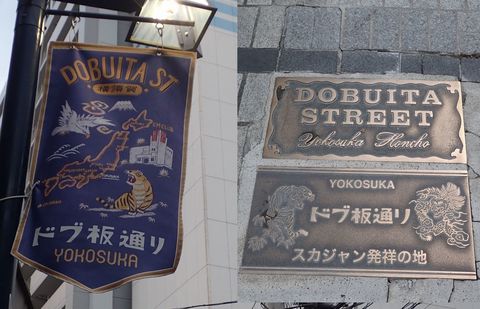 DOBUITA ST
横須賀
ドブ板通り
YOKOSUKA
DOBUITA
STREET
Yokosuka Honcho
YOKOSUKA
ドブ板通り
スカジャン発祥の地